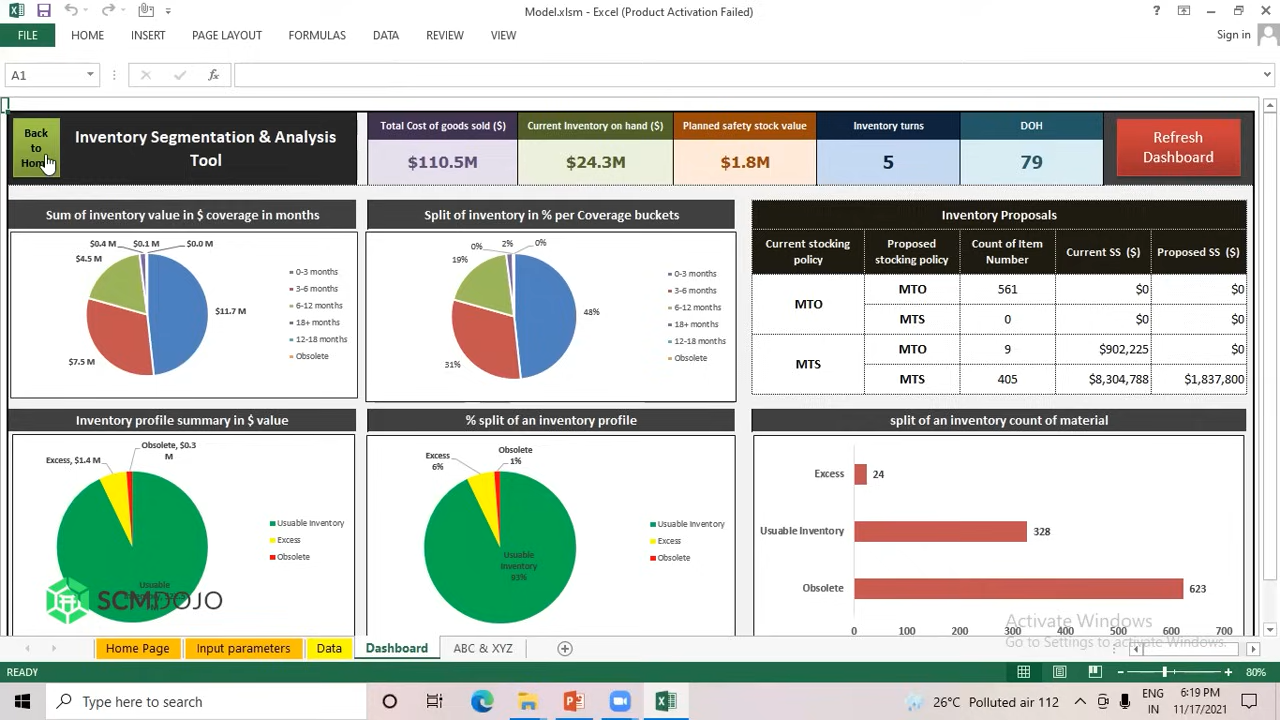 Model.xlsm - Excel (Product Activation Failed)
?
FILE HOME INSERT PAGE LAYOUT FORMULAS DATA REVIEW VIEW
Sign in
A1
fx
Back
to
Home
Inventory Segmentation & Analysis
Tool
Total Cost of goods sold ($)
$110.5M
Current Inventory on hand ($)
$24.3M
Planned safety stock value
$1.8M
Inventory turns
5
DOH
79
Refresh
Dashboard
Sum of inventory value in $ coverage in months
$0.4 M $0.1 M $0.0 M
$4.5 M
$11.7 M
$7.5 M
0-3 months
3-6 months
6-12 months
18+ months
12-18 months
Obsolete
Split of inventory in % per Coverage buckets
0% 2% 0%
19%
48%
31%
0-3 months
3-6 months
6-12 months
18+ months
12-18 months
Obsolete
Inventory Proposals
Current stocking
policy
Proposed
stocking policy
Count of Item
Number
Current SS ($)
Proposed SS ($)
MTO MTO 561 $0 $0
MTS 0 $0 $0
MTS MTO 9 $902,225 $0
MTS 405 $8,304,788 $1,837,800
Inventory profile summary in $ value
Obsolete, $0.3
M
Excess, $1.4 M
Usuable
Usuable Inventory
Excess
Obsolete
SCMDOJO
% split of an inventory profile
Obsolete
1%
Excess
6%
Usuable
Inventory
93%
Usuable Inventory
Excess
Obsolete
split of an inventory count of material
Excess 24
Usuable Inventory 328
Obsolete 623
0 100 200 300 400 500 600 700
Activate Windows
Go to Settings to activate Windows.
Home Page Input parameters Data Dashboard ABC & XYZ
READY
80%
Type here to search
26°C Polluted air 112
ENG
IN
6:19 PM
11/17/2021